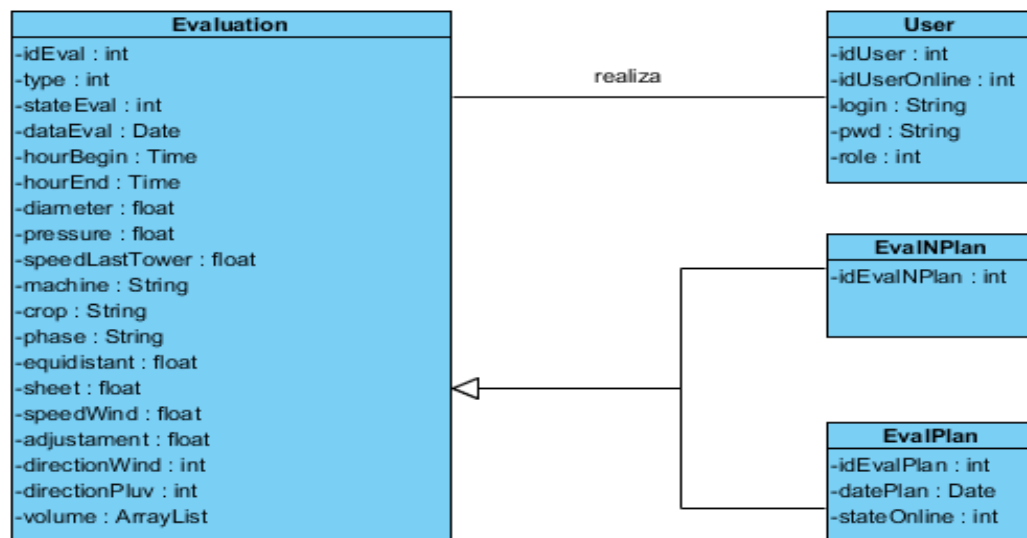 Evaluation
-idEval : int
-type : int
-stateEval : int
-dataEval : Date
-hourBegin : Time
-hourEnd : Time
-diameter : float
-pressure : float
-speedLastTower : float
-machine : String
-crop : String
-phase : String
-equidistant : float
-sheet : float
-speedWind : float
-adjustament : float
-directionWind : int
-directionPluv : int
-volume : ArrayList
realiza
User
-idUser : int
-idUserOnline : int
-login : String
-pwd : String
-role : int
EvalNPlan
-idEvalNPlan : int
EvalPlan
-idEvalPlan : int
-datePlan : Date
-stateOnline : int